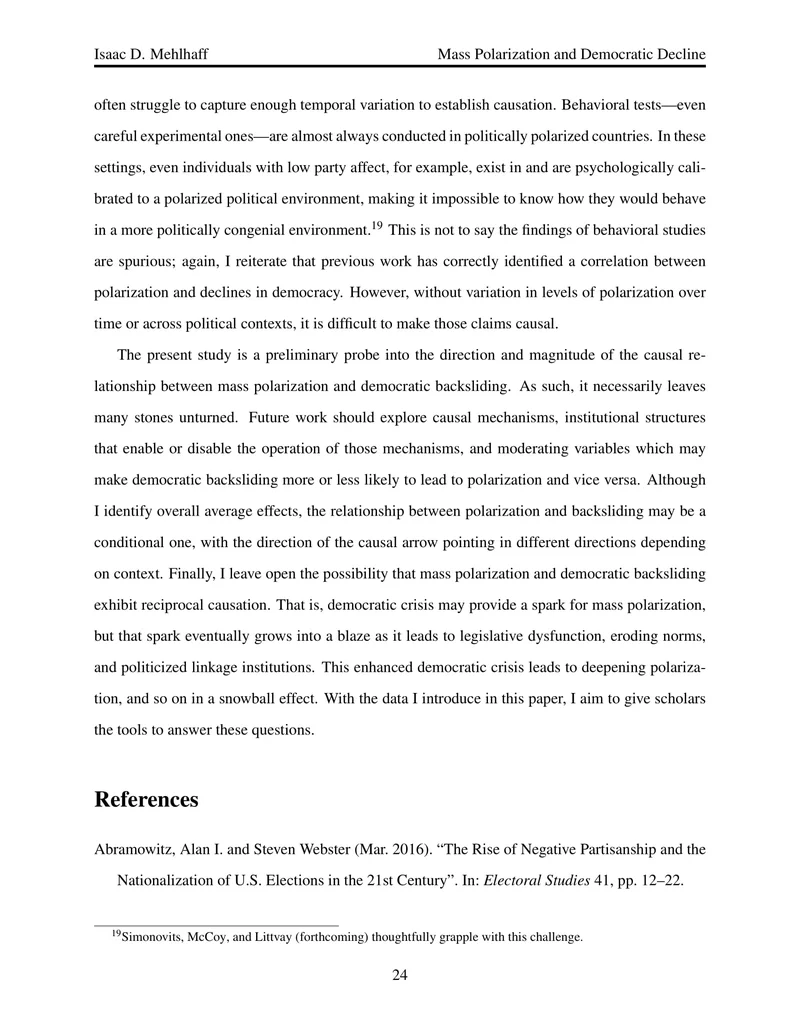 Isaac D. Mehlhaff Mass Polarization and Democratic Decline
often struggle to capture enough temporal variation to establish causation. Behavioral tests—even
careful experimental ones—are almost always conducted in politically polarized countries. In these
settings, even individuals with low party affect, for example, exist in and are psychologically cali-
brated to a polarized political environment, making it impossible to know how they would behave
in a more politically congenial environment.19 This is not to say the findings of behavioral studies
are spurious; again, I reiterate that previous work has correctly identified a correlation between
polarization and declines in democracy. However, without variation in levels of polarization over
time or across political contexts, it is difficult to make those claims causal.
The present study is a preliminary probe into the direction and magnitude of the causal re-
lationship between mass polarization and democratic backsliding. As such, it necessarily leaves
many stones unturned. Future work should explore causal mechanisms, institutional structures
that enable or disable the operation of those mechanisms, and moderating variables which may
make democratic backsliding more or less likely to lead to polarization and vice versa. Although
I identify overall average effects, the relationship between polarization and backsliding may be a
conditional one, with the direction of the causal arrow pointing in different directions depending
on context. Finally, I leave open the possibility that mass polarization and democratic backsliding
exhibit reciprocal causation. That is, democratic crisis may provide a spark for mass polarization,
but that spark eventually grows into a blaze as it leads to legislative dysfunction, eroding norms,
and politicized linkage institutions. This enhanced democratic crisis leads to deepening polariza-
tion, and so on in a snowball effect. With the data I introduce in this paper, I aim to give scholars
the tools to answer these questions.
References
Abramowitz, Alan I. and Steven Webster (Mar. 2016). “The Rise of Negative Partisanship and the
Nationalization of U.S. Elections in the 21st Century”. In: Electoral Studies 41, pp. 12–22.
19Simonovits, McCoy, and Littvay (forthcoming) thoughtfully grapple with this challenge.
24